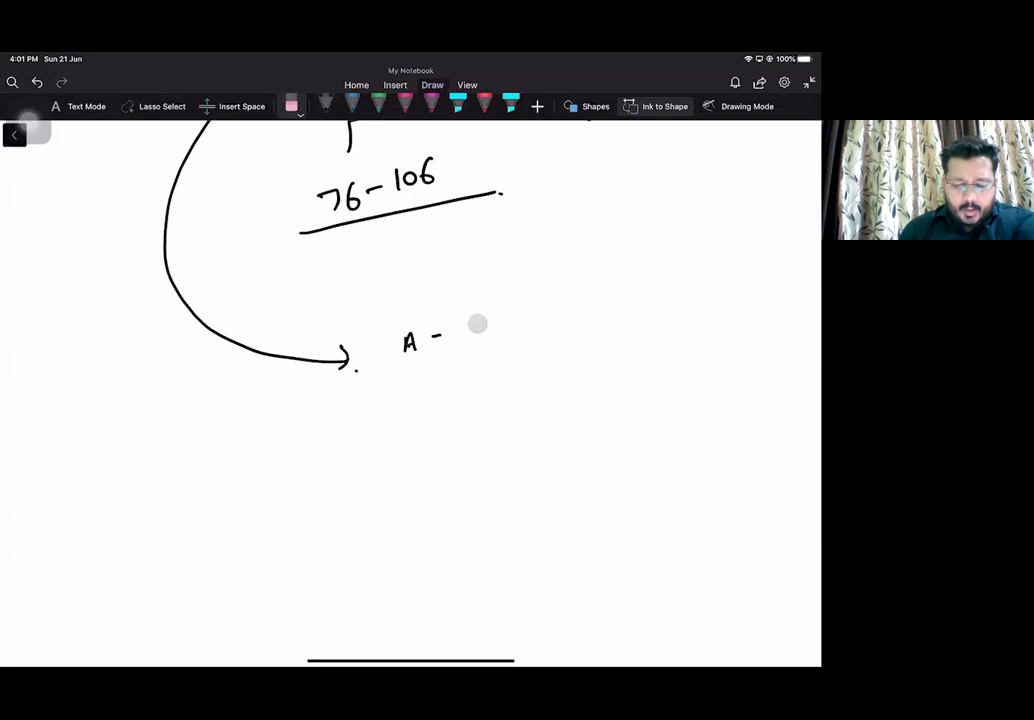 4:01 PM Sun 21 Jun
100%
My Notebook
Home Insert Draw View
Text Mode Lasso Select Insert Space Shapes Ink to Shape Drawing Mode
76-106
A -